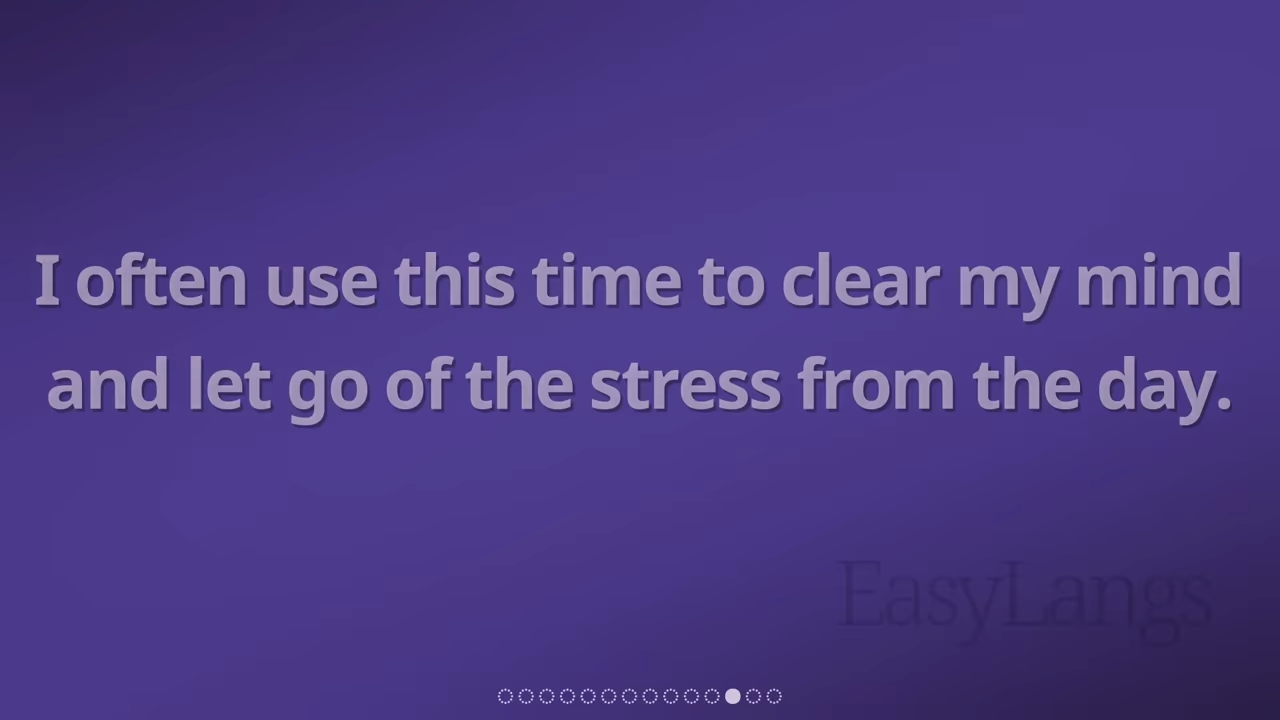 I often use this time to clear my mind
and let go of the stress from the day.
EasyLangs